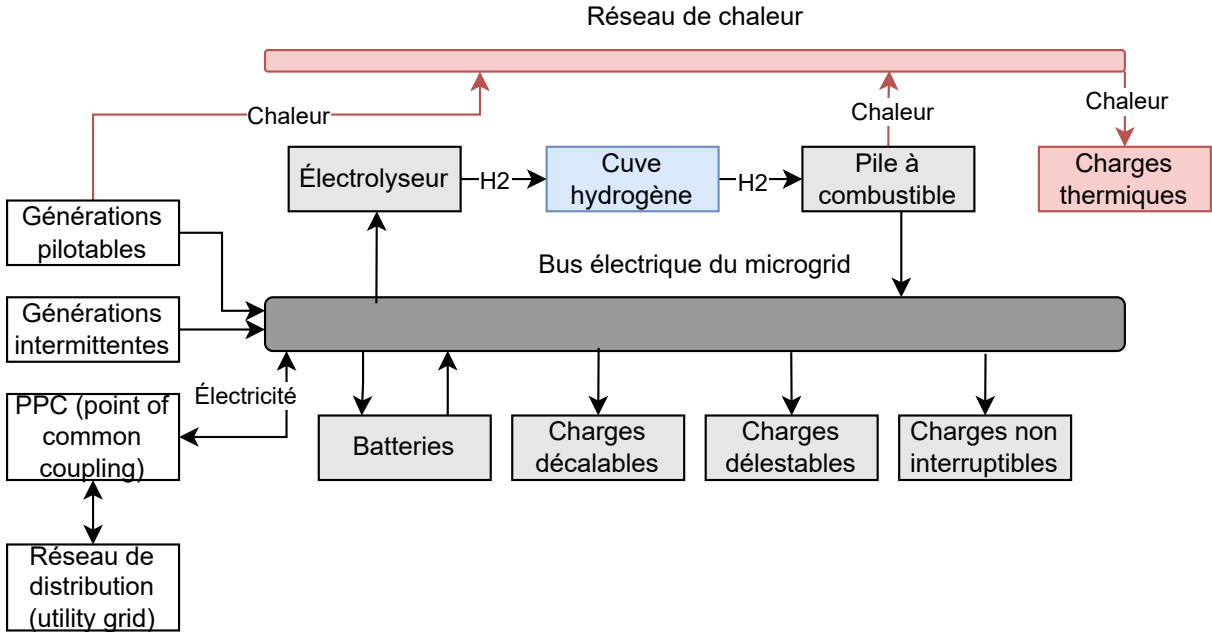 Réseau de chaleur
Chaleur
Chaleur
Chaleur
Électrolyseur
H2
Cuve
hydrogène
H2
Pile à
combustible
Charges
thermiques
Générations
pilotables
Bus électrique du microgrid
Générations
intermittentes
Électricité
PPC (point of
common
coupling)
Batteries
Charges
décalables
Charges
délestables
Charges non
interruptibles
Réseau de
distribution
(utility grid)